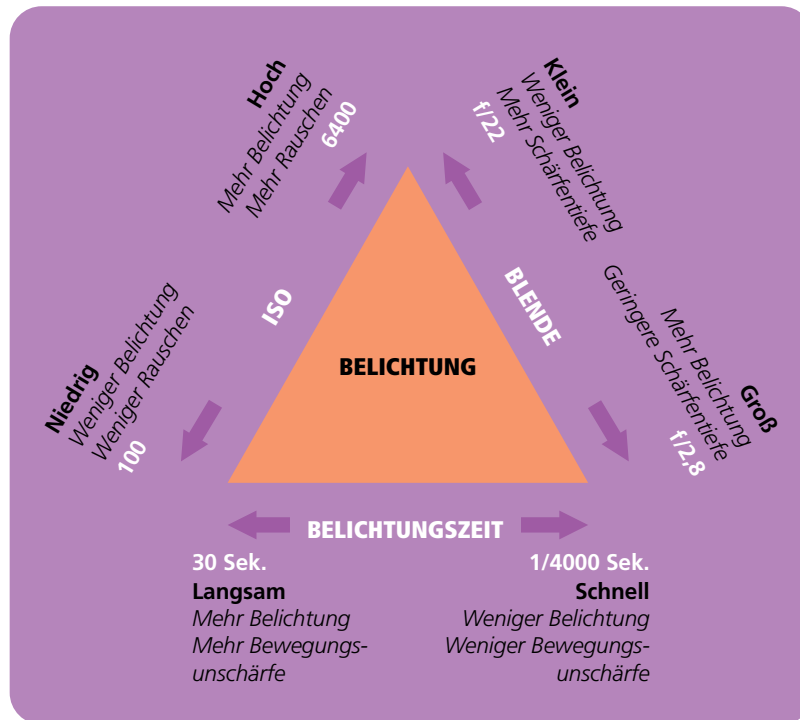 Hoch
Mehr Belichtung
Mehr Rauschen
6400
Klein
Weniger Belichtung
Mehr Schärfentiefe
f/22
ISO
BLENDE
Niedrig
Weniger Belichtung
Weniger Rauschen
100
Groß
Mehr Belichtung
Geringere Schärfentiefe
f/2,8
BELICHTUNG
BELICHTUNGSZEIT
30 Sek.
Langsam
Mehr Belichtung
Mehr Bewegungs-
unschärfe
1/4000 Sek.
Schnell
Weniger Belichtung
Weniger Bewegungs-
unschärfe